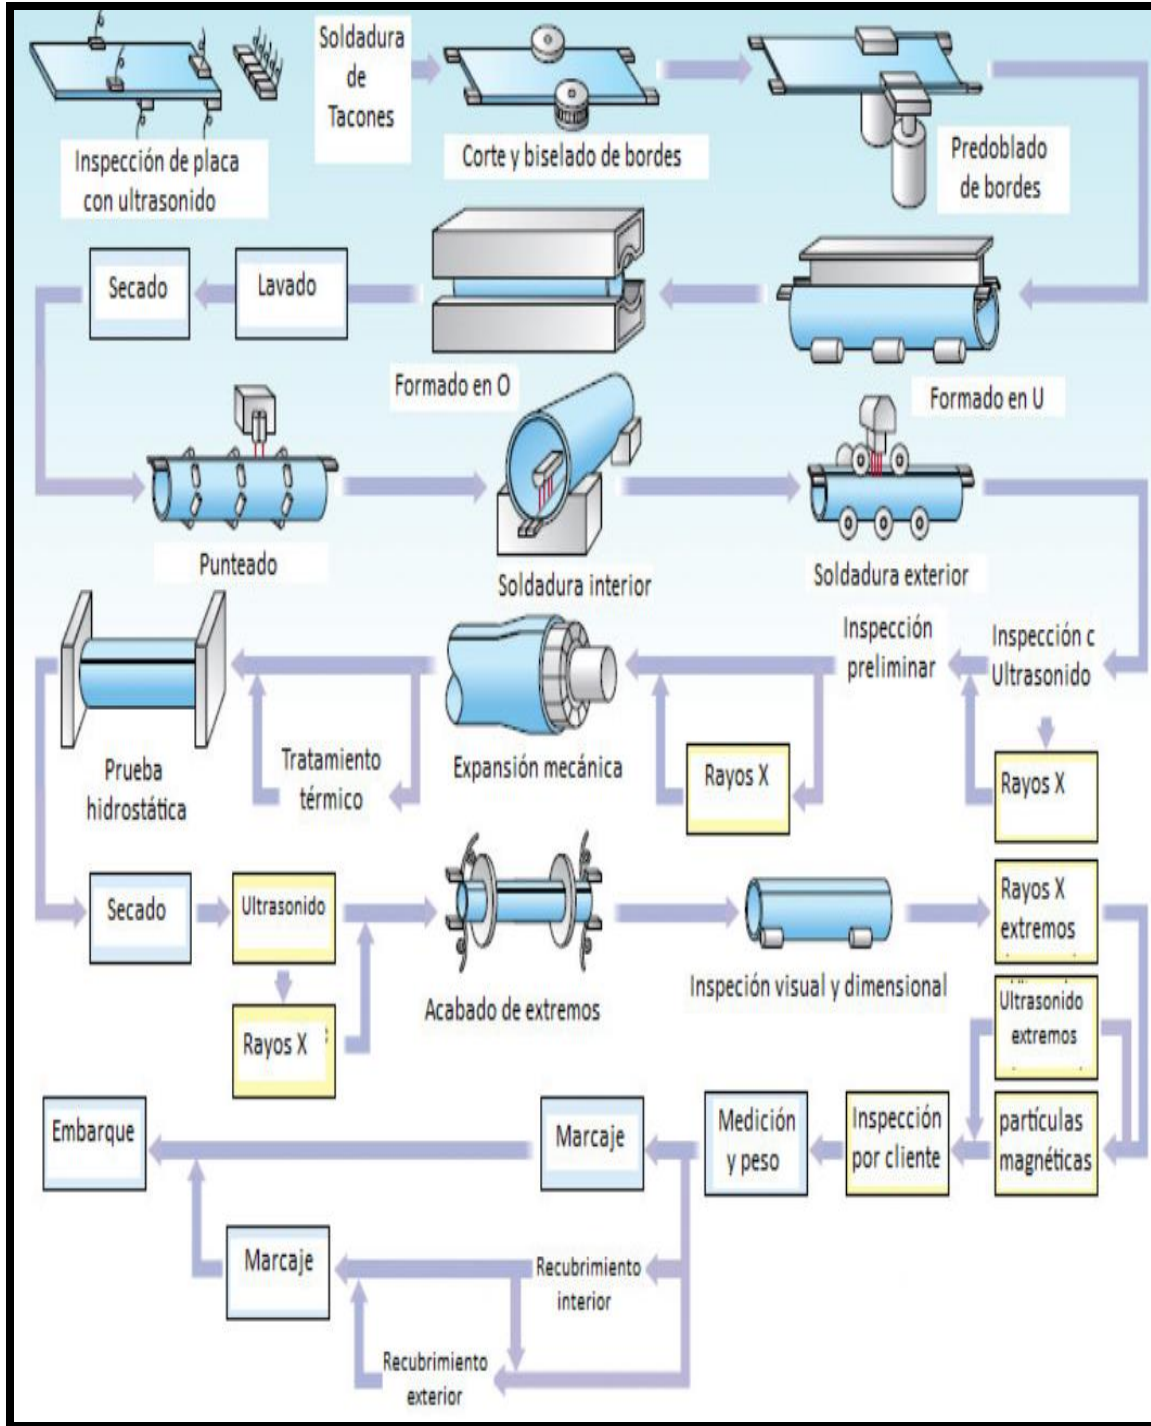 Soldadura
de
Tacones
Inspección de placa
con ultrasonido
Corte y biselado de bordes
Predoblado
de bordes
Secado
Lavado
Formado en O
Formado en U
Punteado
Soldadura interior
Soldadura exterior
Inspección
preliminar
Inspección c
Ultrasonido
Prueba
hidrostática
Tratamiento
térmico
Expansión mecánica
Rayos X
Rayos X
Secado
Ultrasonido
Rayos X
Acabado de extremos
Inspeción visual y dimensional
Rayos X
extremos
Ultrasonido
extremos
Embarque
Marcaje
Medición
y peso
Inspección
por cliente
partículas
magnéticas
Marcaje
Recubrimiento
interior
Recubrimiento
exterior